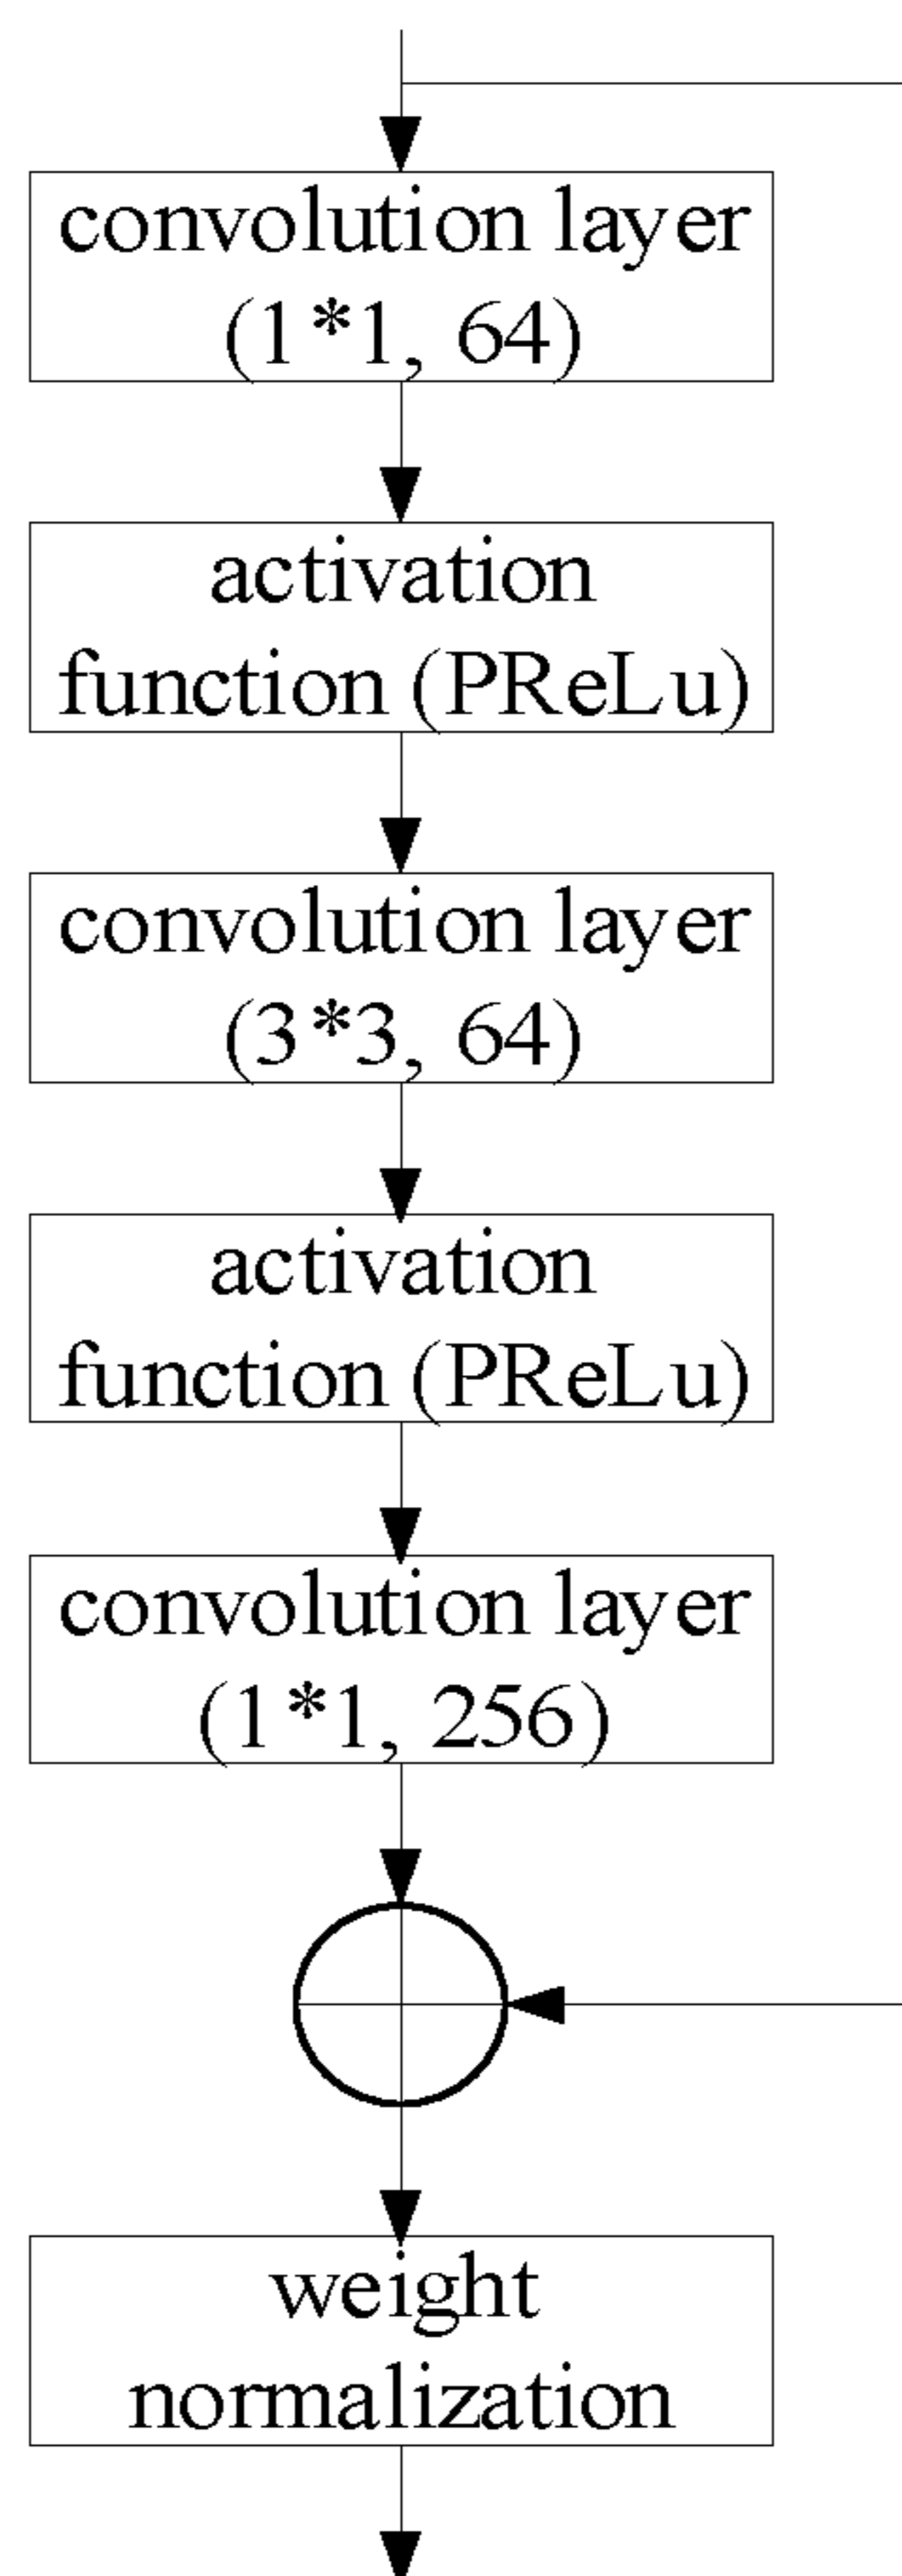 convolution layer
(1*1, 64)
activation
function (PReLu)
convolution layer
(3*3, 64)
activation
function (PReLu)
convolution layer
(1*1, 256)
weight
normalization